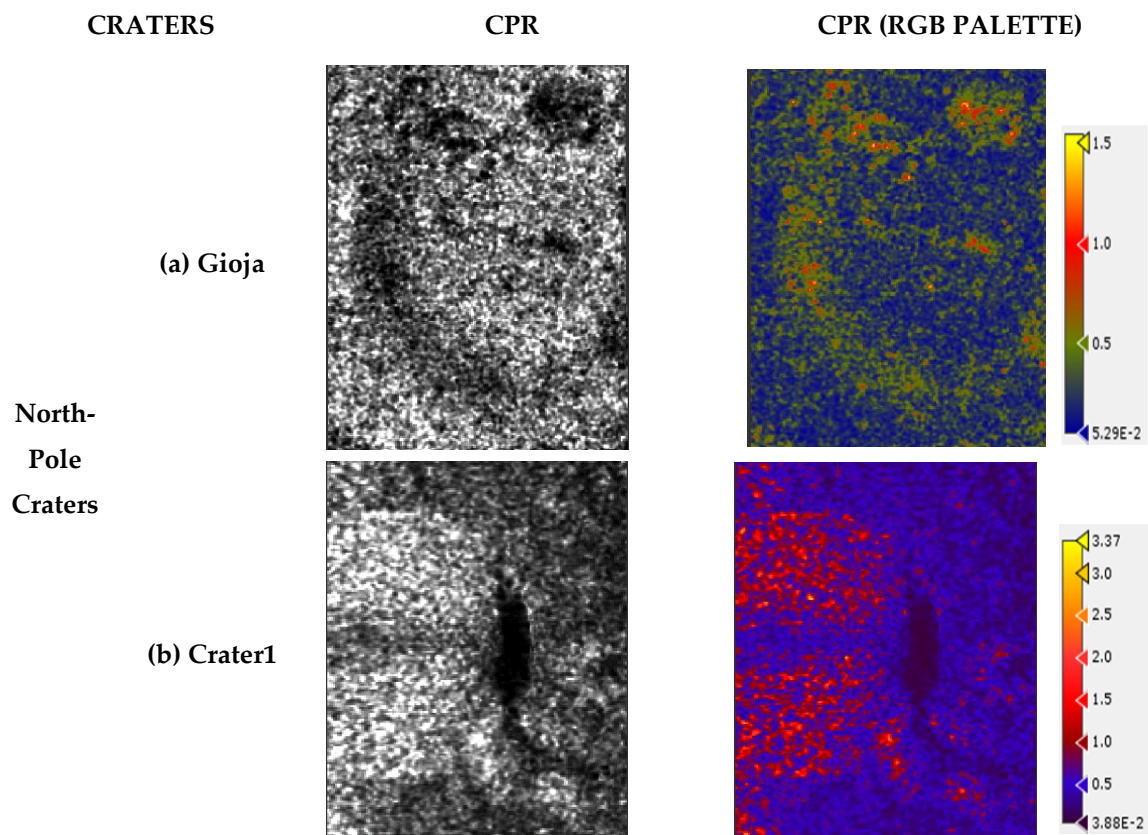 CRATERS CPR CPR (RGB PALETTE)
(a) Gioja
1.5
1.0
0.5
5.29E-2
North-
Pole
Craters
(b) Crater1
3.37
3.0
2.5
2.0
1.5
1.0
0.5
3.88E-2